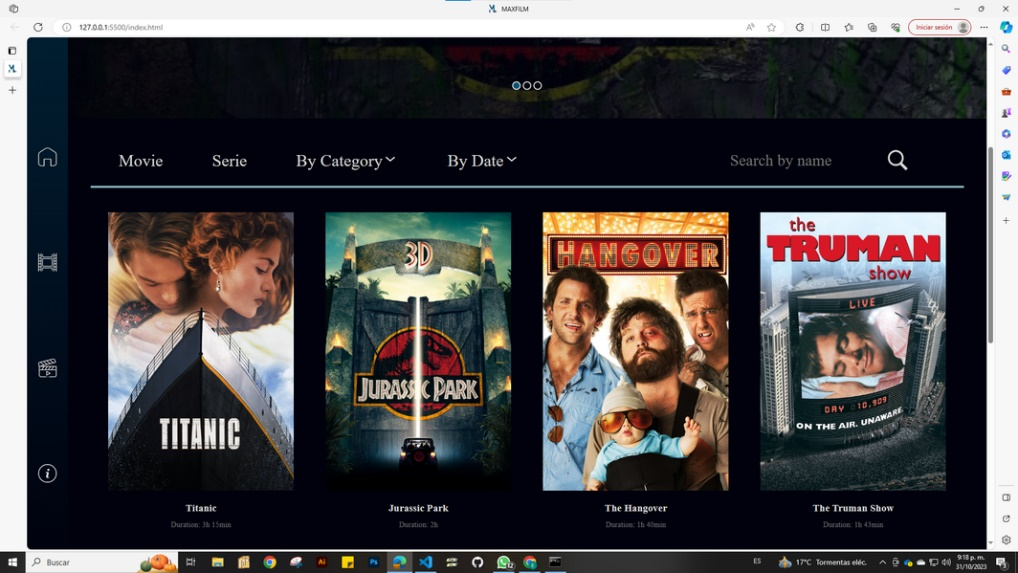 MAXFILM
127.0.0.1:5500/index.html
Iniciar sesión
Movie Serie By Category By Date Search by name
3D
JURASSIC PARK
TITANIC
HANGOVER
the
TRUMAN
show
LIVE
DAY 10,909
ON THE AIR. UNAWARE.
Titanic Jurassic Park The Hangover The Truman Show
Duration: 3h 15min Duration: 2h Duration: 1h 40min Duration: 1h 43min
Buscar ES 17°C Tormentas eléc. 9:18 p. m.
31/10/2023